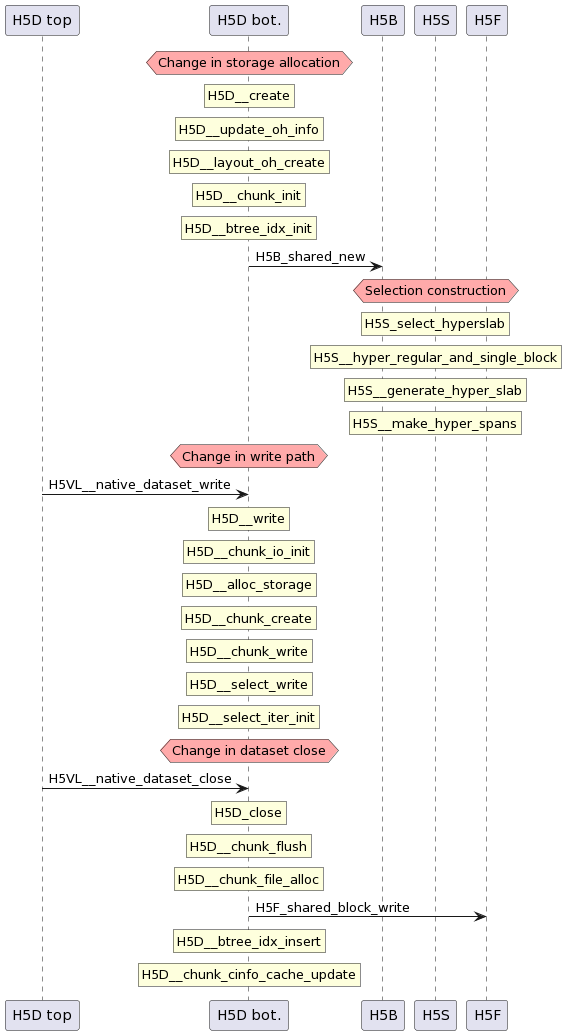 H5D top H5D bot. H5B H5S H5F
Change in storage allocation
H5D__create
H5D__update_oh_info
H5D__layout_oh_create
H5D__chunk_init
H5D__btree_idx_init
H5B_shared_new
Selection construction
H5S_select_hyperslab
H5S__hyper_regular_and_single_block
H5S__generate_hyper_slab
H5S__make_hyper_spans
Change in write path
H5VL__native_dataset_write
H5D__write
H5D__chunk_io_init
H5D__alloc_storage
H5D__chunk_create
H5D__chunk_write
H5D__select_write
H5D__select_iter_init
Change in dataset close
H5VL__native_dataset_close
H5D_close
H5D__chunk_flush
H5D__chunk_file_alloc
H5F_shared_block_write
H5D__btree_idx_insert
H5D__chunk_cinfo_cache_update
H5D top H5D bot. H5B H5S H5F